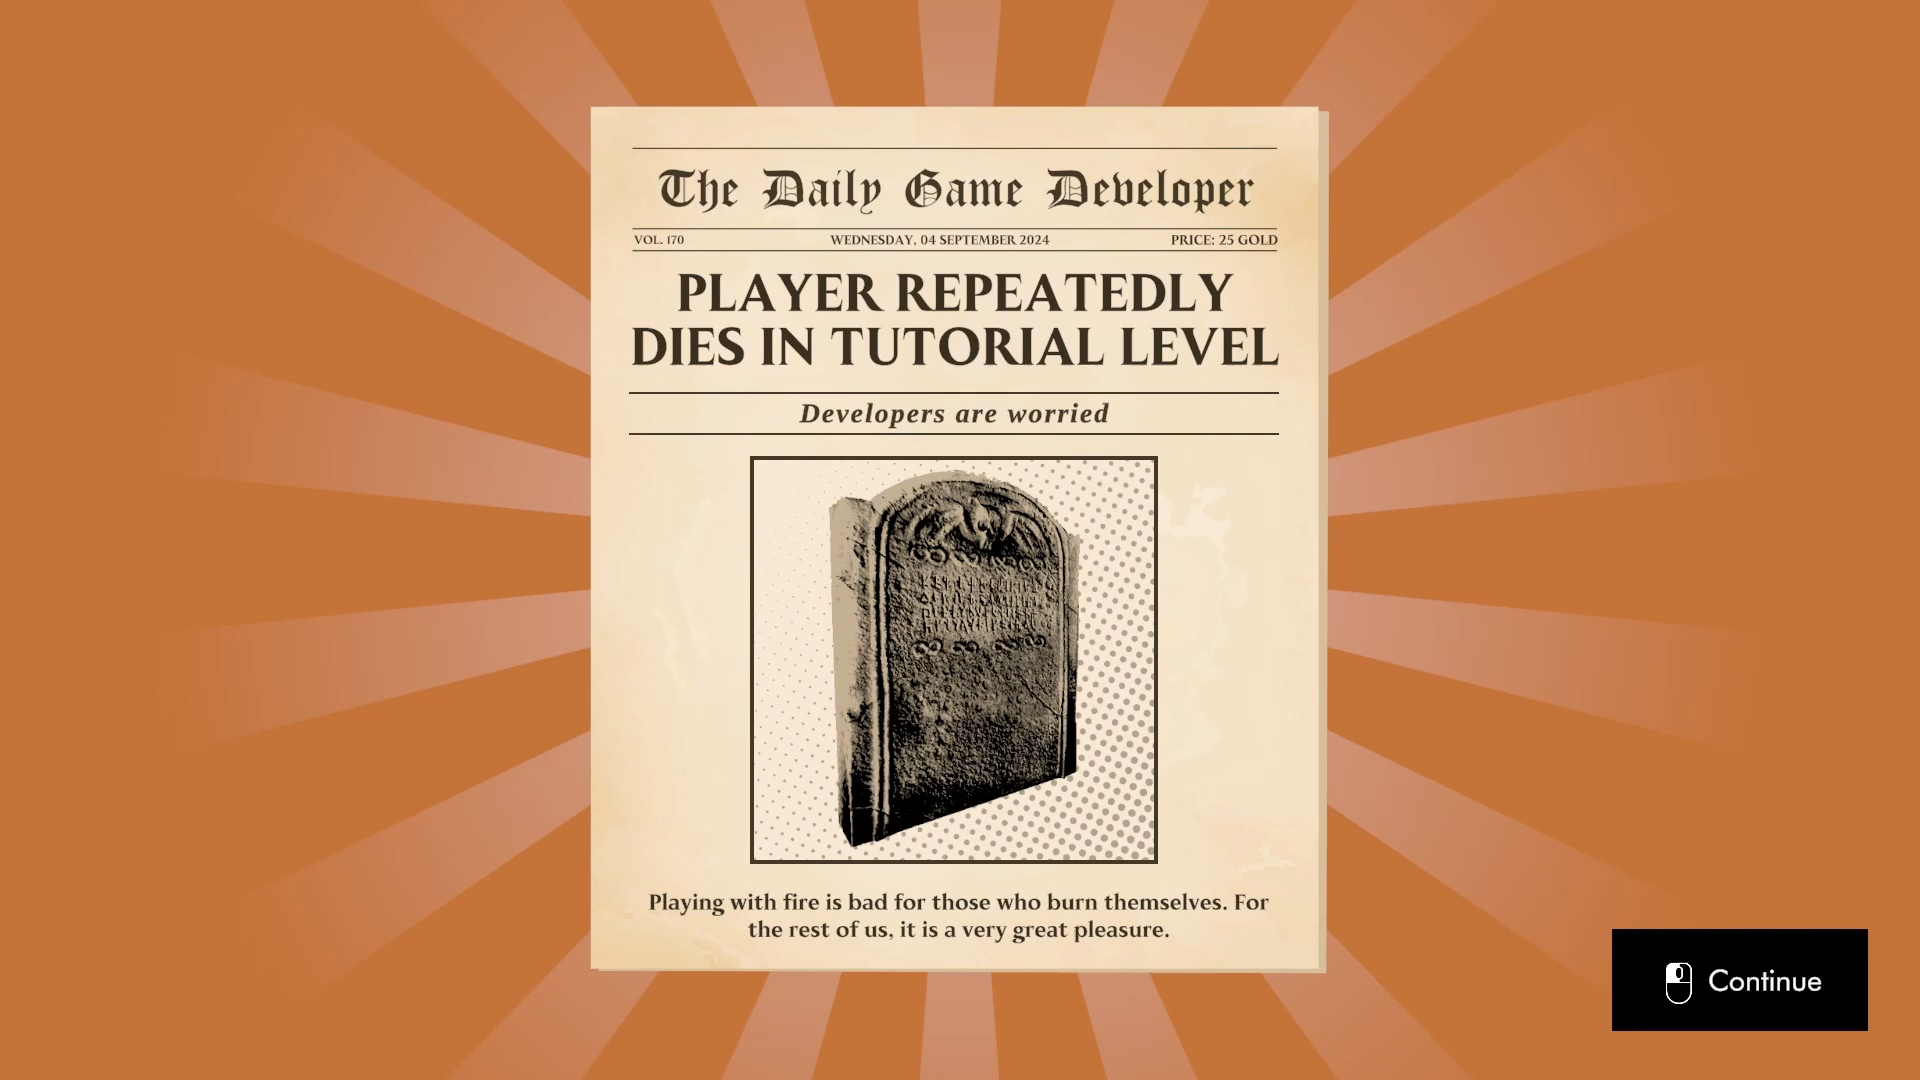 The Daily Game Developer
VOL. 170 WEDNESDAY, 04 SEPTEMBER 2024 PRICE: 25 GOLD
PLAYER REPEATEDLY
DIES IN TUTORIAL LEVEL
Developers are worried
Playing with fire is bad for those who burn themselves. For
the rest of us, it is a very great pleasure.
Continue